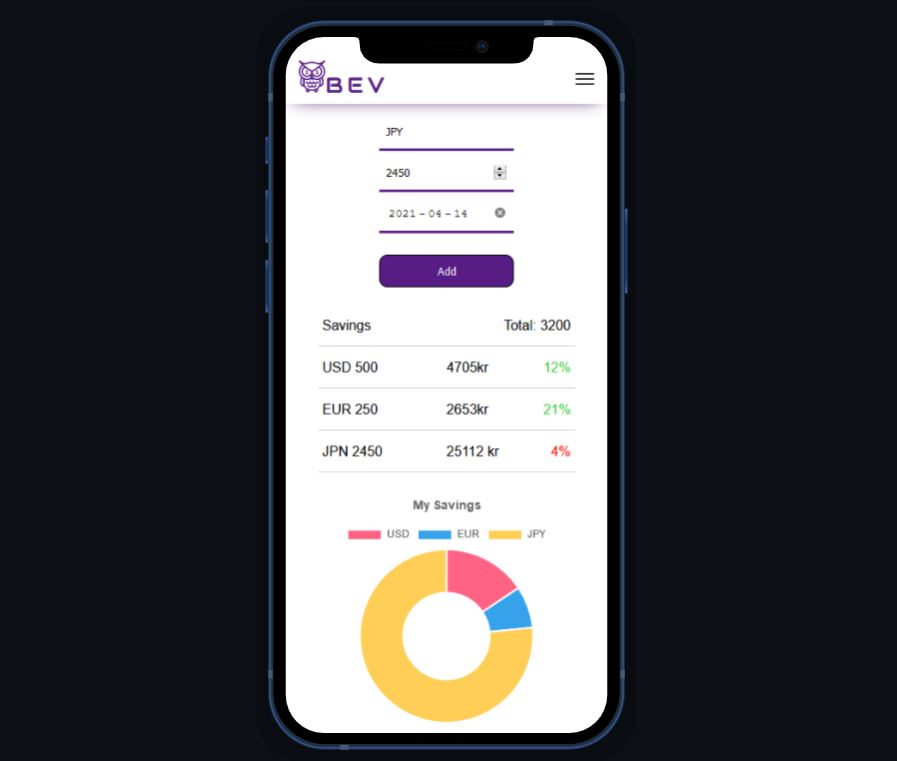 BEV
JPY
2450
2021-04-14
Add
Savings Total: 3200
USD 500 4705kr 12%
EUR 250 2653kr 21%
JPN 2450 25112 kr 4%
My Savings
USD EUR JPY